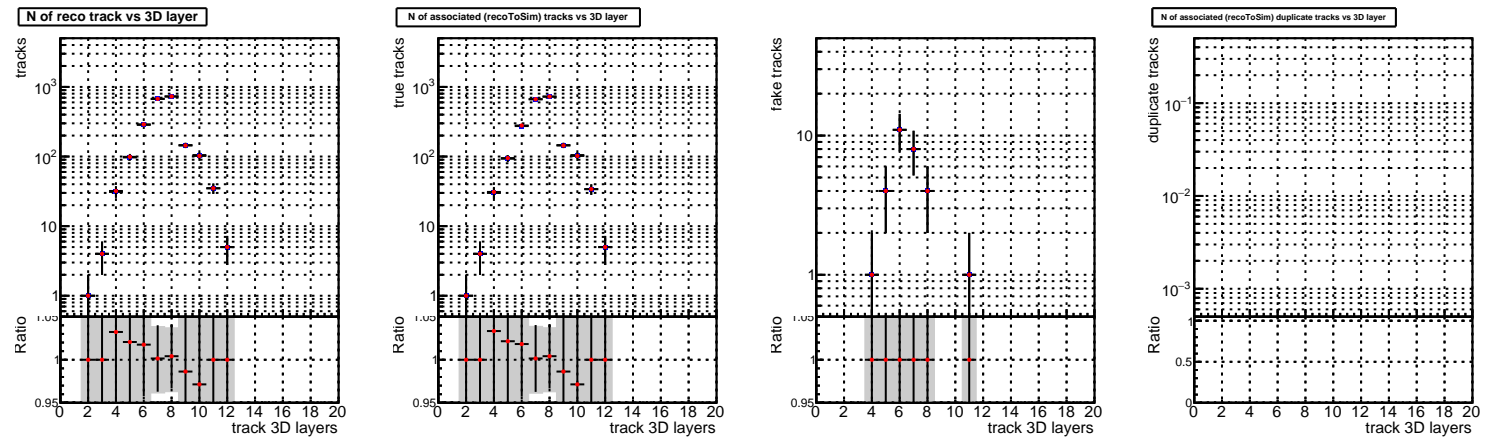 N of reco track vs 3D layer
tracks
10³
10²
10
1
Ratio
1.05
1
0.95
0 2 4 6 8 10 12 14 16 18 20
track 3D layers
N of associated (recoToSim) tracks vs 3D layer
true tracks
10³
10²
10
1
Ratio
1.05
1
0.95
0 2 4 6 8 10 12 14 16 18 20
track 3D layers
fake tracks
10
1
Ratio
1.05
1
0.95
0 2 4 6 8 10 12 14 16 18 20
track 3D layers
N of associated (recoToSim) duplicate tracks vs 3D layer
duplicate tracks
10⁻¹
10⁻²
10⁻³
Ratio
1
0.5
0
0 2 4 6 8 10 12 14 16 18 20
track 3D layers